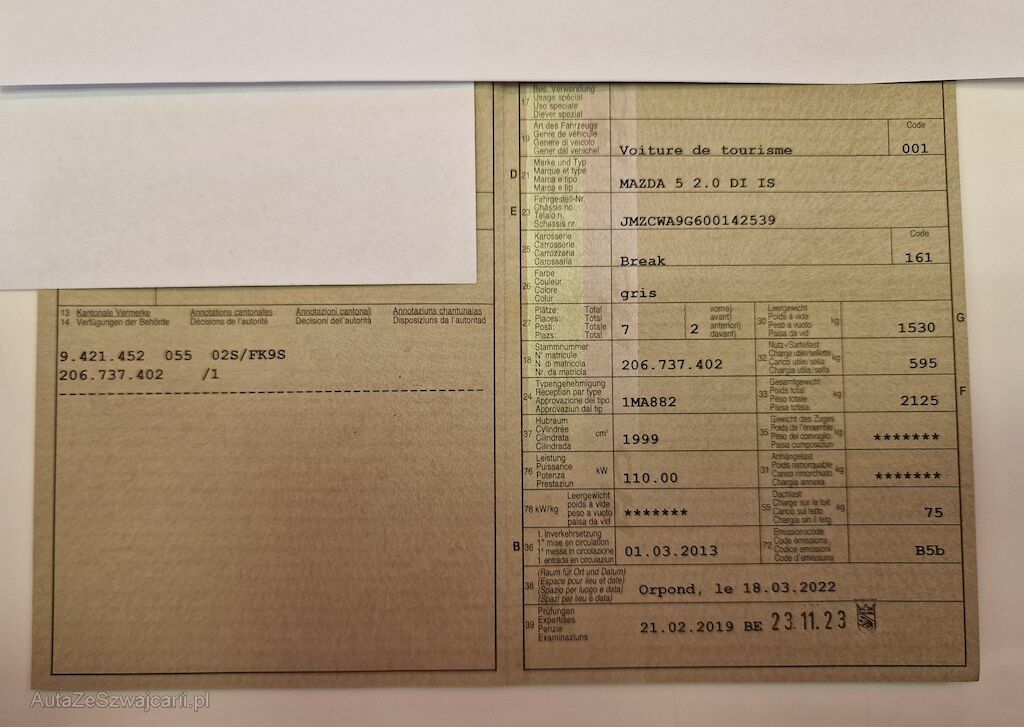 13 Kantonale Vermerke Annotations cantonales Annotazioni cantonali Annotaziuns chantunalas
14 Verfügungen der Behörde Décisions de l'autorité Decisioni dell'autorità Disposiziuns da l'autoritad
9.421.452 055 02S/FK9S
206.737.402 /1
Bes. Verwendung
17 Usage spécial
Uso speciale
Diever spezial
Art des Fahrzeugs Code
19 Genre de véhicule
Genere di veicolo
Gener dal vehichel Voiture de tourisme 001
Marke und Typ
D 21 Marque et type
Marca e tipo
Marca e tip MAZDA 5 2.0 DI IS
Fahrgestell-Nr.
E 23 Châssis no
Telaio n.
Schassis nr. JMZCWA9G600142539
Karosserie Code
25 Carrosserie
Carrozzeria
Carossaria Break 161
Farbe
26 Couleur
Colore
Colur gris
Plätze: Total vorne)
Places: Total avant)
27 Posti: Totale 7 ( 2 anteriori)
Plazs: Total davant)
30 Leergewicht
Poids à vide kg
Peso a vuoto
Paisa da vid 1530 G
Stammnummer
18 N° matricule
N. di matricola
Nr. da matricla 206.737.402
Nutz-/Sattellast
32 Charge utile/sellette kg
Carico utile/sella
Chargia utila/sella 595
Typengenehmigung
24 Réception par type
Approvazione del tipo
Approvaziun dal tip 1MA882
Gesamtgewicht
33 Poids total kg
Peso totale
Paisa totala 2125 F
Hubraum
37 Cylindrée cm³
Cilindrata
Cilindrada 1999
Gewicht des Zuges
35 Poids de l'ensemble kg
Peso del convoglio
Paisa cumposiziun *******
Leistung
76 Puissance kW
Potenza
Prestaziun 110.00
Anhängelast
31 Poids remorquable kg
Carico rimorchiato
Chargia annexa *******
Leergewicht
78 kW/kg poids à vide
peso a vuoto
paisa da vid *******
Dachlast
55 Charge sur le toit kg
Carico sul tetto
Chargia sin il tetg 75
1. Inverkehrsetzung
B 36 1re mise en circulation
1a messa in circolazione
1. entrada en circulaziun 01.03.2013
Emissionscode
72 Code émissions
Codice emissioni
Code d'emissiuns B5b
(Raum für Ort und Datum)
38 (Espace pour lieu et date)
(Spazio per luogo e data)
(Spazi per lieu e data) Orpond, le 18.03.2022
Prüfungen
39 Expertises
Perizie
Examinaziuns 21.02.2019 BE 23.11.23
AutaZeSzwajcarii.pl